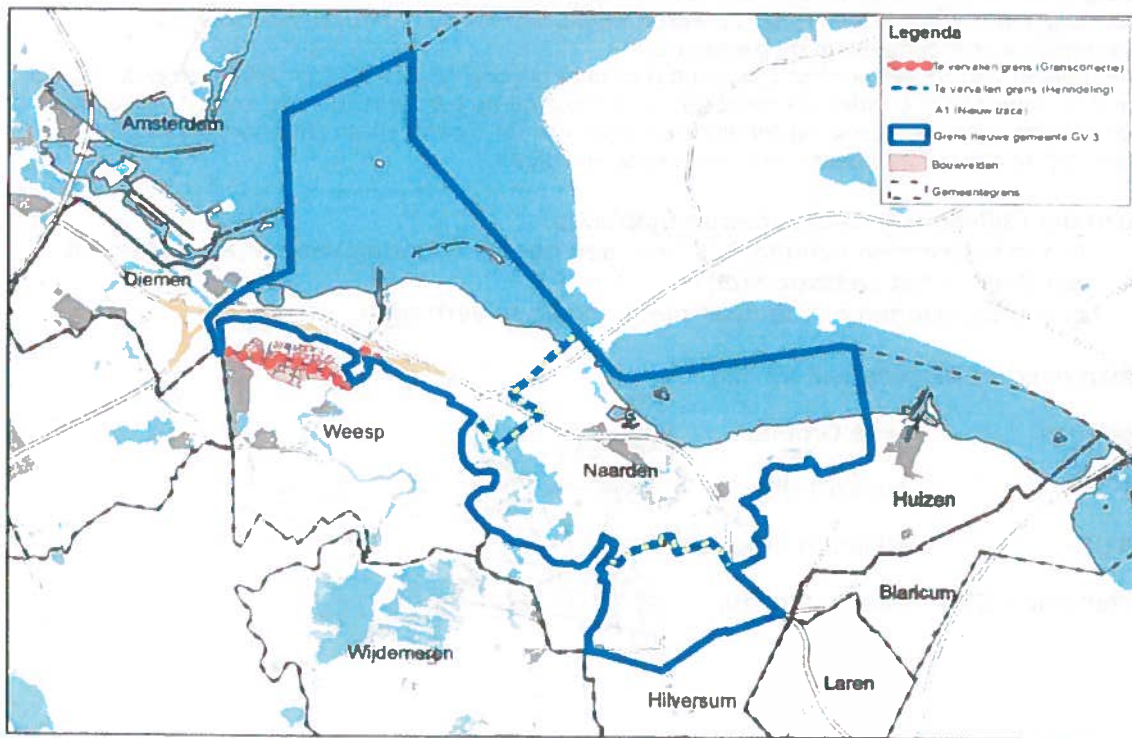 Legenda
Te vervallen grens (Grenscorrectie)
Te vervallen grens (Herindeling)
A1 (Nieuw trace)
Grens nieuwe gemeente GV 3
Bouwvelden
Gemeentegrens
Amsterdam
Diemen
Weesp
Naarden
Huizen
Blaricum
Wijdemeren
Laren
Hilversum